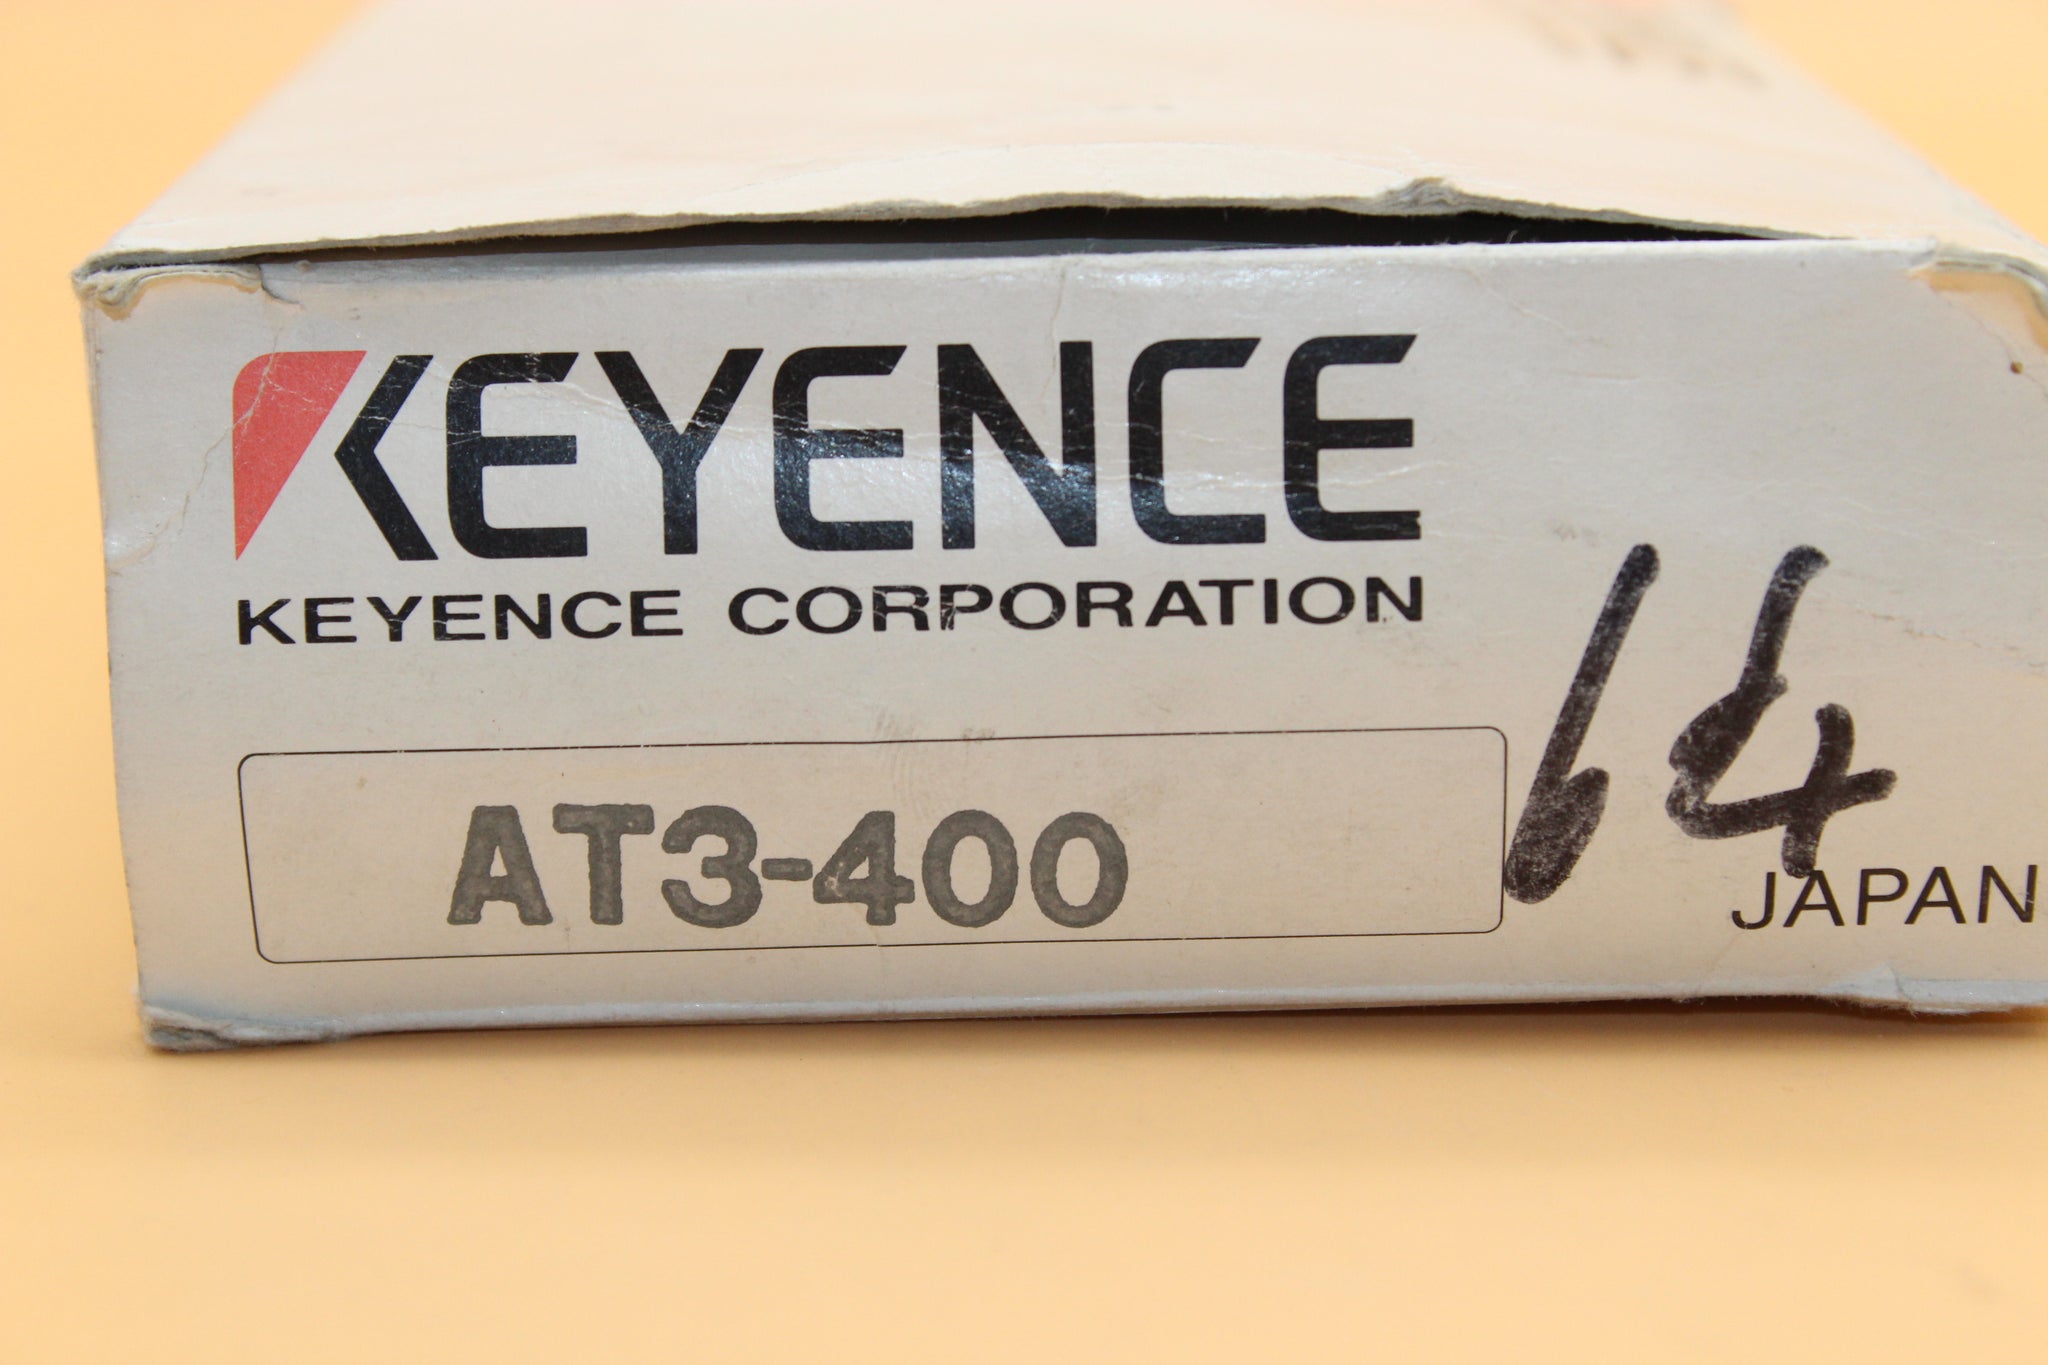 KEYENCE
KEYENCE CORPORATION
64
AT3-400
JAPAN